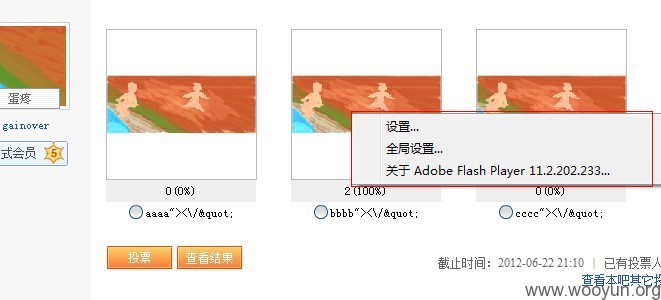 蛋疼
gainover
式会员 5
设置...
全局设置...
关于 Adobe Flash Player 11.2.202.233...
0(0%)
2(100%)
0(0%)
aaaa"><\/&quot;
bbbb"><\/&quot;
cccc"><\/&quot;
投票
查看结果
截止时间：2012-06-22 21:10 | 已有投票人
查看本吧其它投
www.wooyun.org